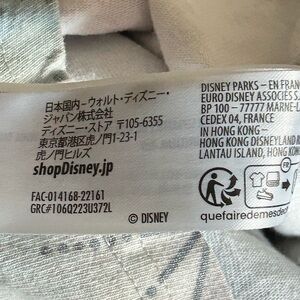 日本国内－ウォルト・ディズニー・
ジャパン株式会社
ディズニー・ストア 〒105-6355
東京都港区虎ノ門1-23-1
虎ノ門ヒルズ
shopDisney.jp
FAC-014168-22161
GRC#106Q223U372L
© DISNEY
DISNEY PARKS – EN FRAN
EURO DISNEY ASSOCIES S.
BP 100 – 77777 MARNE-
CEDEX 04, FRANCE
IN HONG KONG –
HONG KONG DISNEYLAND
LANTAU ISLAND, HONG K
FR
quefairedemesdech